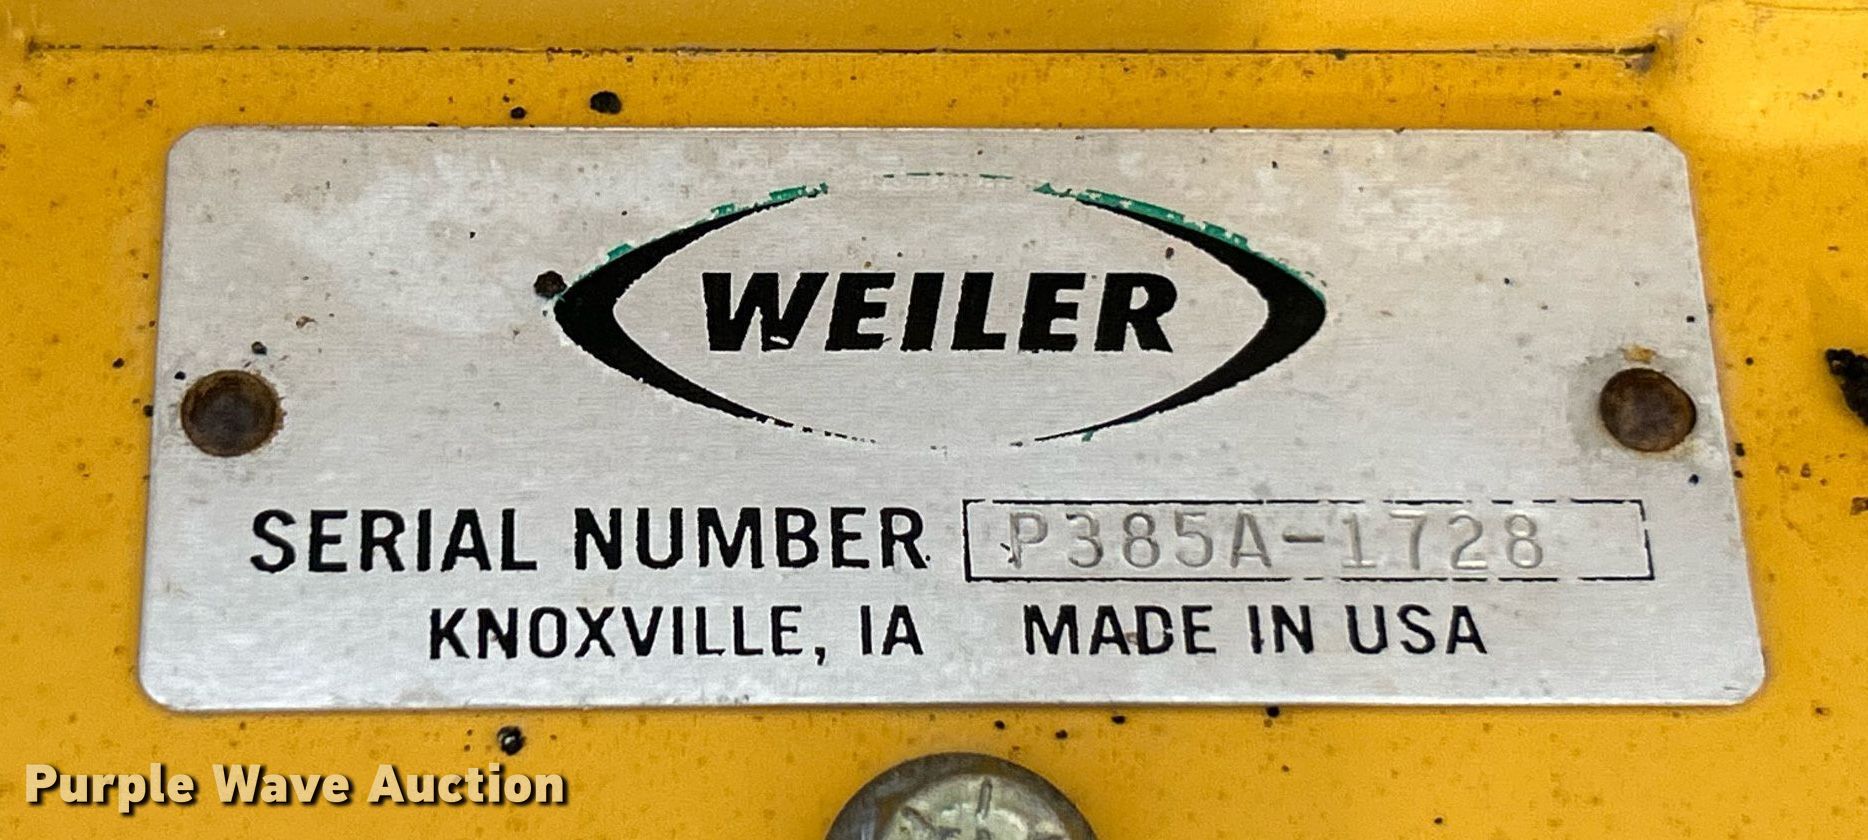 WEILER
SERIAL NUMBER P385A-1728
KNOXVILLE, IA MADE IN USA
Purple Wave Auction